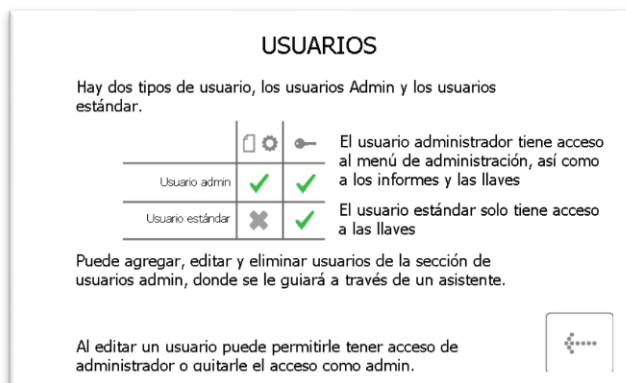 USUARIOS
Hay dos tipos de usuario, los usuarios Admin y los usuarios
estándar.
El usuario administrador tiene acceso
al menú de administración, así como
a los informes y las llaves
Usuario admin
El usuario estándar solo tiene acceso
a las llaves
Usuario estándar
Puede agregar, editar y eliminar usuarios de la sección de
usuarios admin, donde se le guiará a través de un asistente.
Al editar un usuario puede permitirle tener acceso de
administrador o quitarle el acceso como admin.